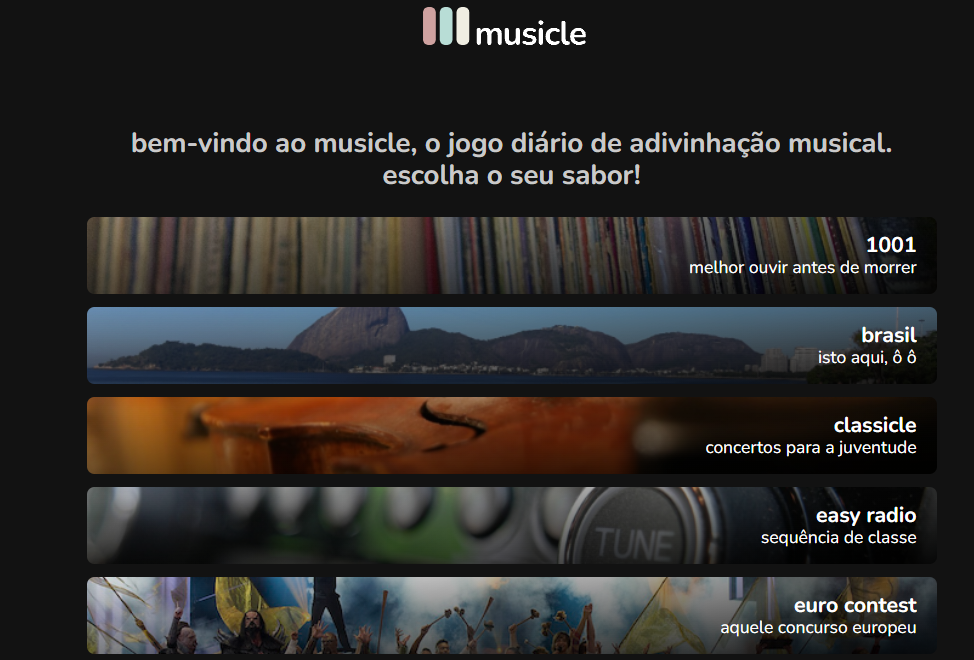 musicle
bem-vindo ao musicle, o jogo diário de adivinhação musical.
escolha o seu sabor!
1001
melhor ouvir antes de morrer
brasil
isto aqui, ô ô
classicle
concertos para a juventude
TUNE
easy radio
sequência de classe
euro contest
aquele concurso europeu